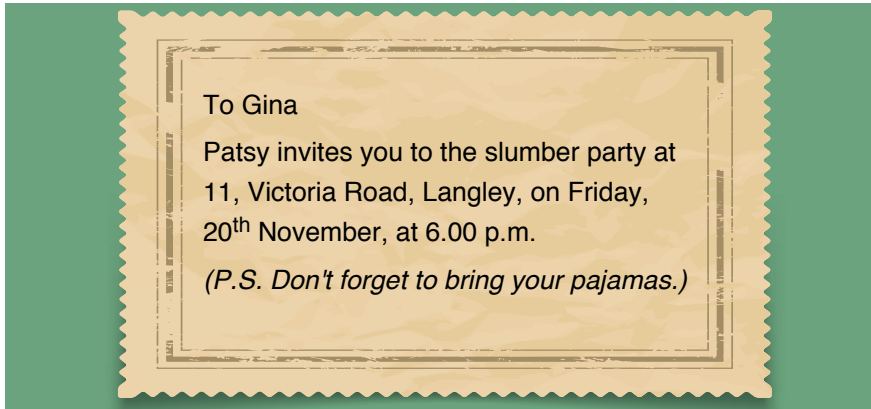 To Gina
Patsy invites you to the slumber party at
11, Victoria Road, Langley, on Friday,
20th November, at 6.00 p.m.
(P.S. Don't forget to bring your pajamas.)